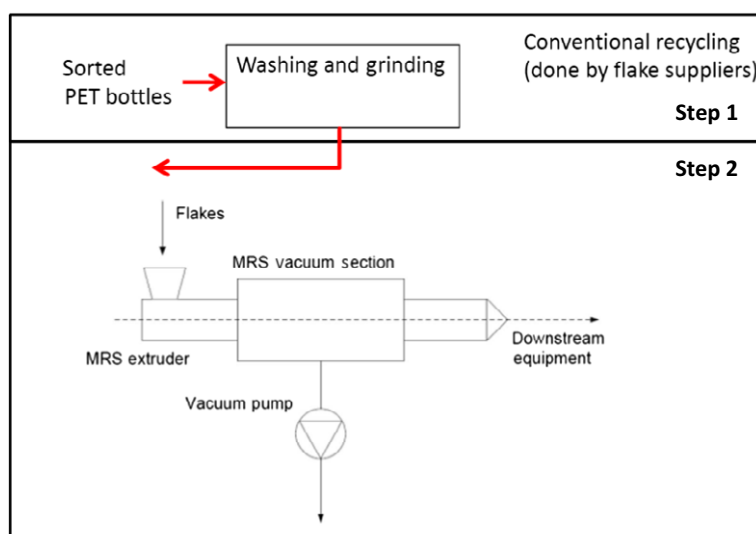 Sorted
PET bottles
Washing and grinding
Conventional recycling
(done by flake suppliers)
Step 1
Step 2
Flakes
MRS vacuum section
MRS extruder
Downstream
equipment
Vacuum pump